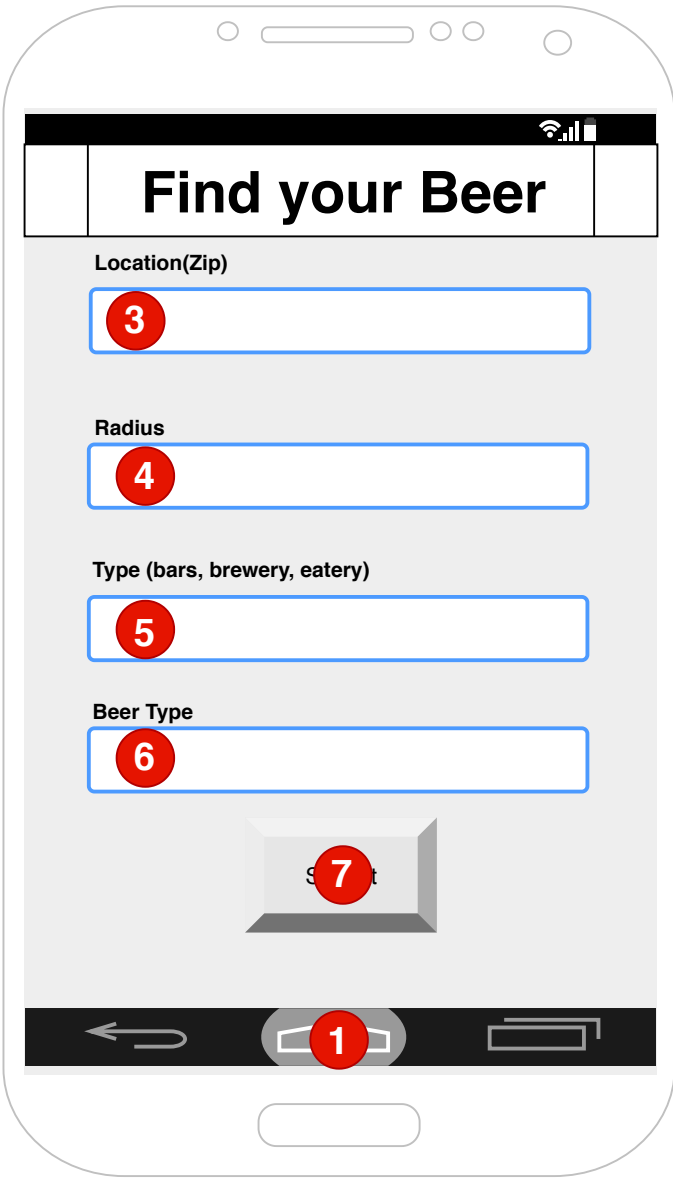 Find your Beer
Location(Zip)
3
Radius
4
Type (bars, brewery, eatery)
5
Beer Type
6
7
1